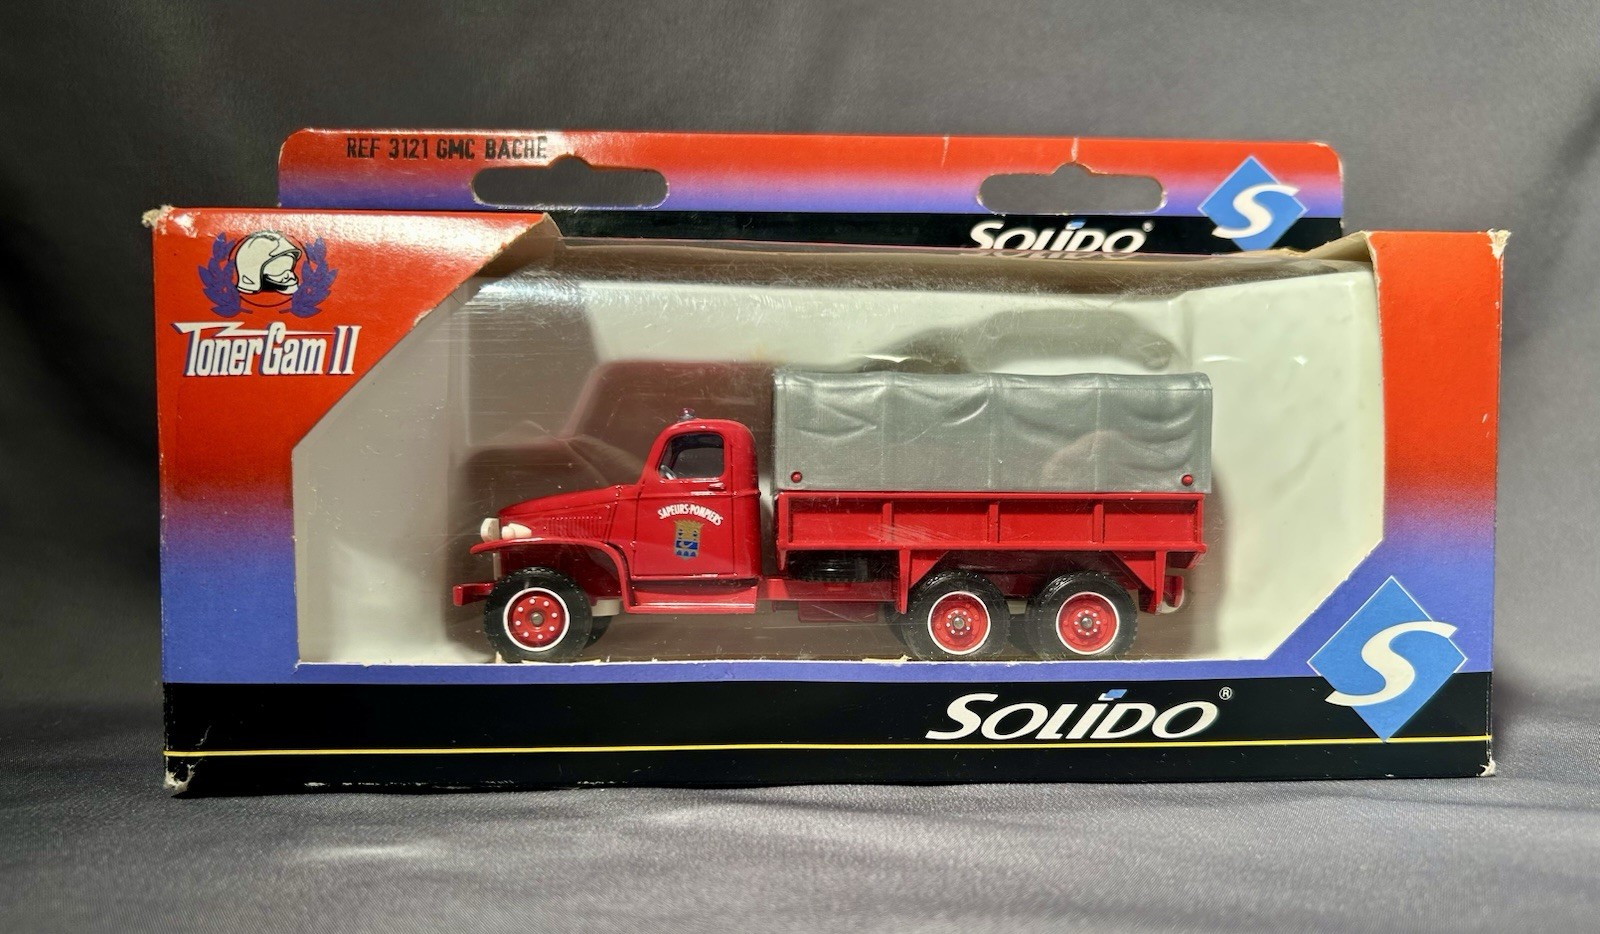 REF 3121 GMC BACHE
SOLIDO®
TonerGam II
SAPEURS-POMPIERS
SOLIDO®